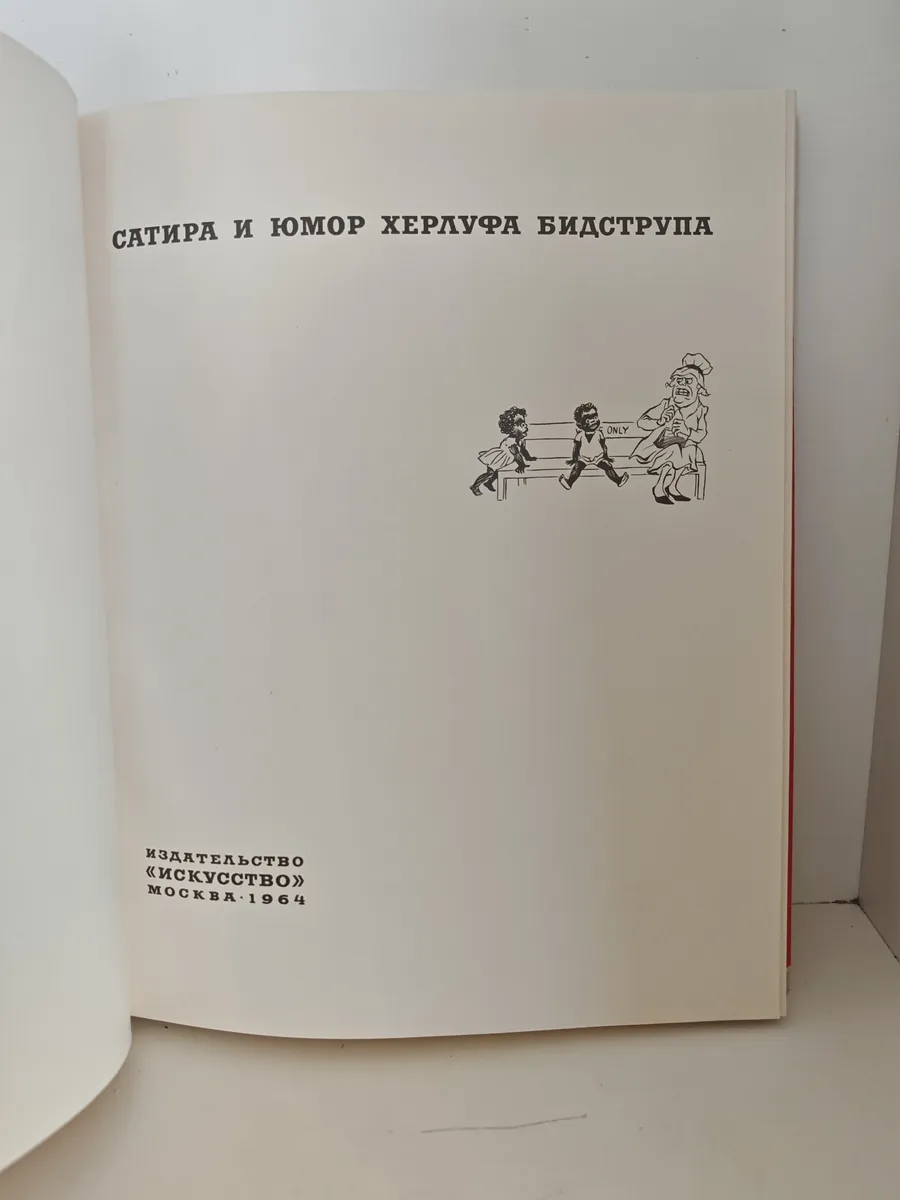 САТИРА И ЮМОР ХЕРЛУФА БИДСТРУПА
ONLY
ИЗДАТЕЛЬСТВО
«ИСКУССТВО»
МОСКВА·1964